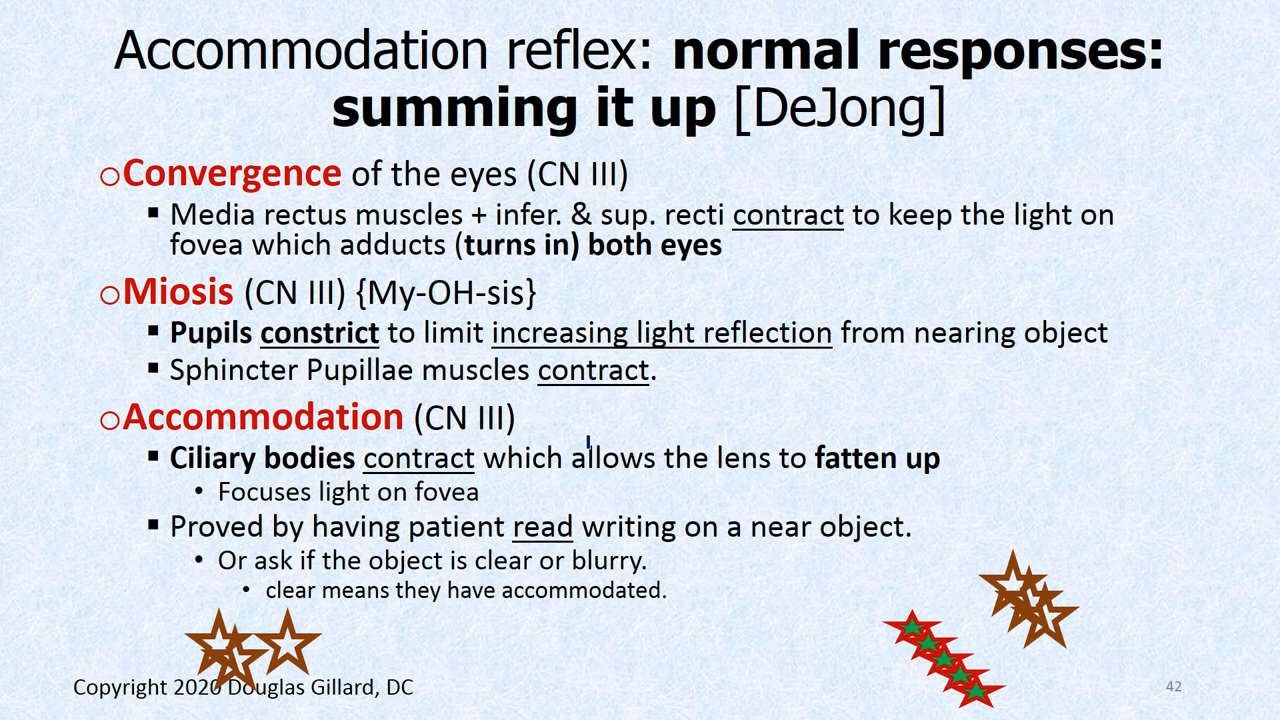 Accommodation reflex: normal responses:
summing it up [DeJong]
○Convergence of the eyes (CN III)
▪ Media rectus muscles + infer. & sup. recti contract to keep the light on
fovea which adducts (turns in) both eyes
○Miosis (CN III) {My-OH-sis}
▪ Pupils constrict to limit increasing light reflection from nearing object
▪ Sphincter Pupillae muscles contract.
○Accommodation (CN III)
▪ Ciliary bodies contract which allows the lens to fatten up
• Focuses light on fovea
▪ Proved by having patient read writing on a near object.
• Or ask if the object is clear or blurry.
• clear means they have accommodated.
Copyright 2020 Douglas Gillard, DC
42